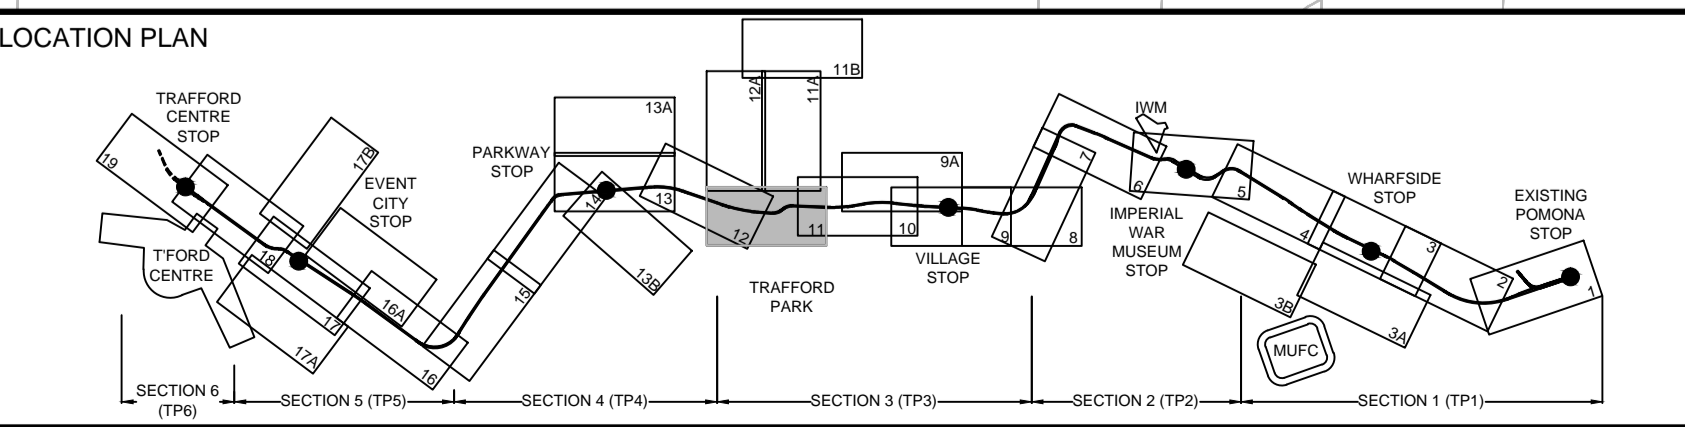 LOCATION PLAN
11B
12A
11A
13A
TRAFFORD
CENTRE
STOP
19
17B
PARKWAY
STOP
EVENT
CITY
STOP
14
13
12
11
10
9A
VILLAGE
STOP
9
8
7
IWM
6
5
IMPERIAL
WAR
MUSEUM
STOP
WHARFSIDE
STOP
EXISTING
POMONA
STOP
4
3
2
1
3B
3A
MUFC
T'FORD
CENTRE
18
17
17A
16A
16
15
13B
TRAFFORD
PARK
SECTION 6
(TP6)
SECTION 5 (TP5)
SECTION 4 (TP4)
SECTION 3 (TP3)
SECTION 2 (TP2)
SECTION 1 (TP1)